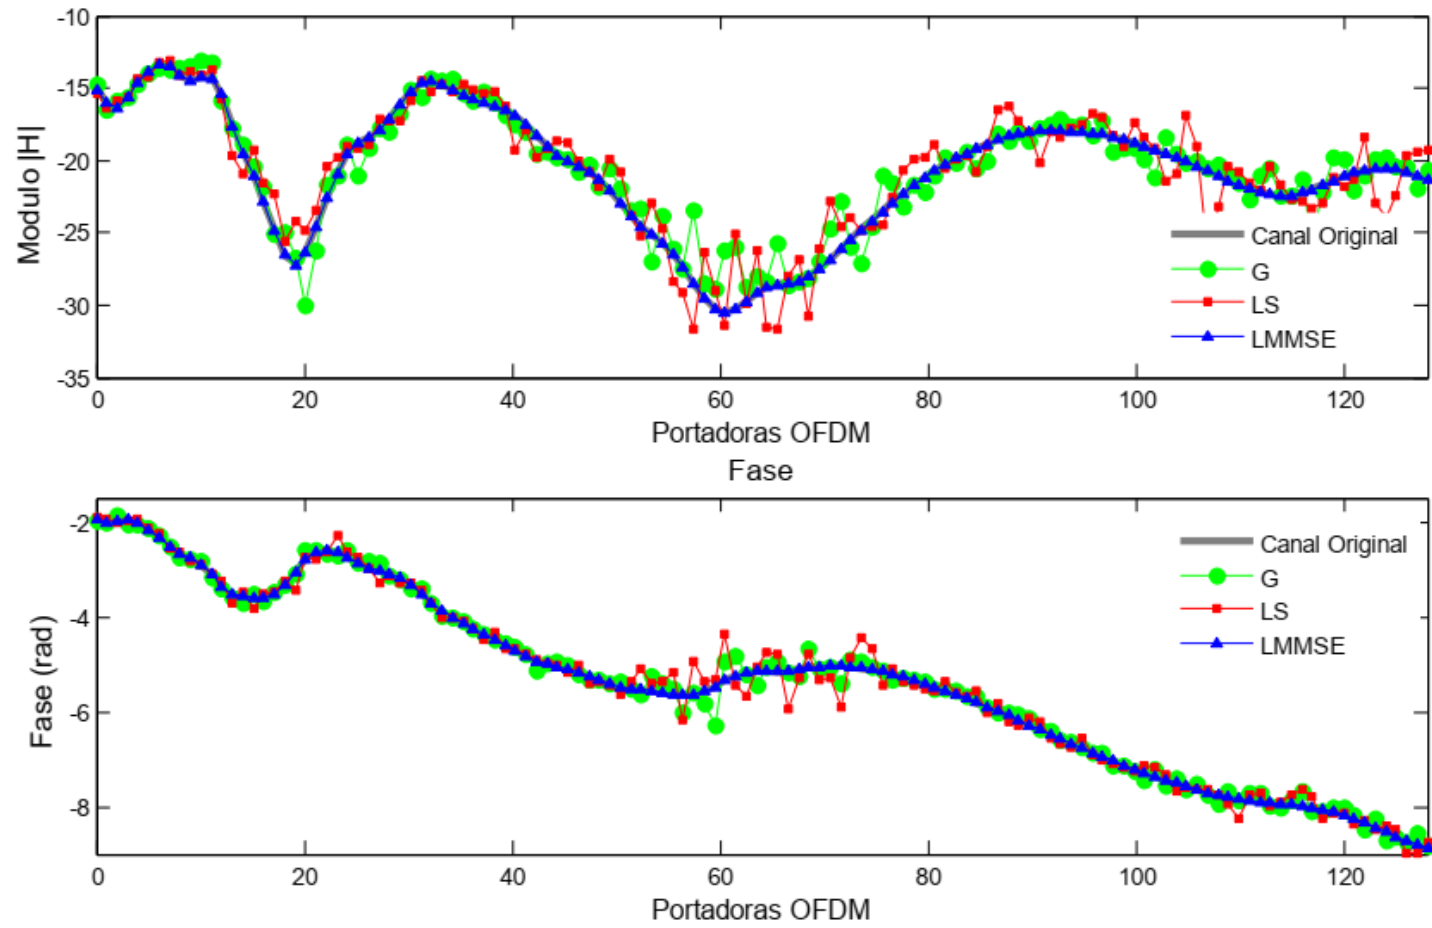 -10
-15
-20
-25
-30
-35
Modulo |H|
Canal Original
G
LS
LMMSE
0 20 40 60 80 100 120
Portadoras OFDM
Fase
-2
-4
-6
-8
Fase (rad)
Canal Original
G
LS
LMMSE
0 20 40 60 80 100 120
Portadoras OFDM